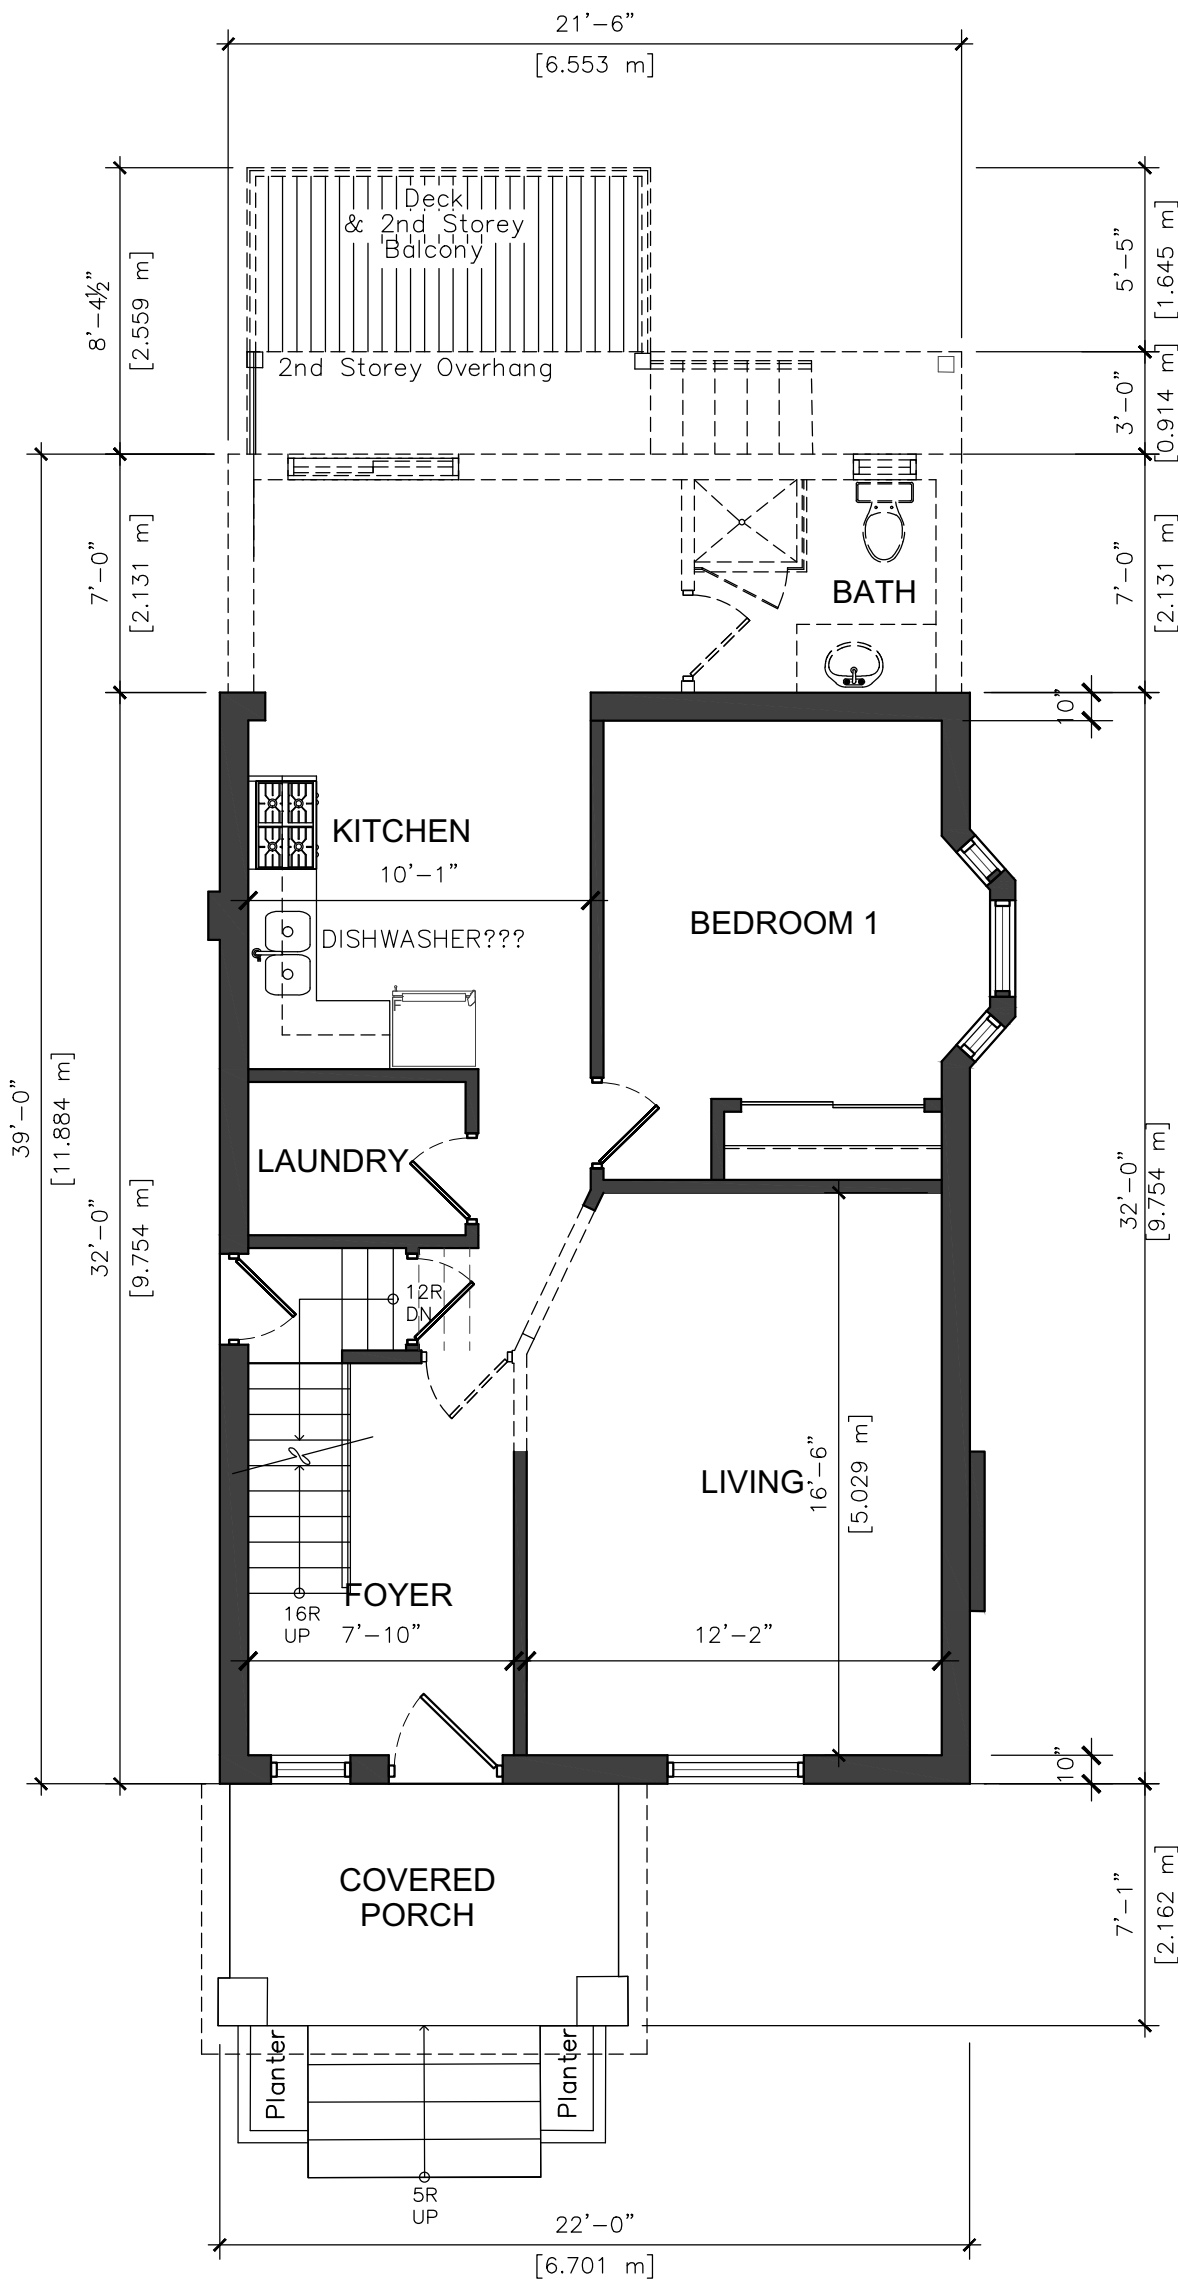 21'-6"
[6.553 m]
Deck
& 2nd Storey
Balcony
8'-4½"
[2.559 m]
5'-5"
[1.645 m]
2nd Storey Overhang
3'-0"
[0.914 m]
7'-0"
[2.131 m]
BATH
7'-0"
[2.131 m]
10"
KITCHEN
10'-1"
DISHWASHER???
BEDROOM 1
39'-0"
[11.884 m]
LAUNDRY
32'-0"
[9.754 m]
32'-0"
[9.754 m]
12R
DN
LIVING
16'-6"
[5.029 m]
FOYER
16R
UP
7'-10"
12'-2"
10"
COVERED
PORCH
7'-1"
[2.162 m]
Planter
Planter
5R
UP
22'-0"
[6.701 m]